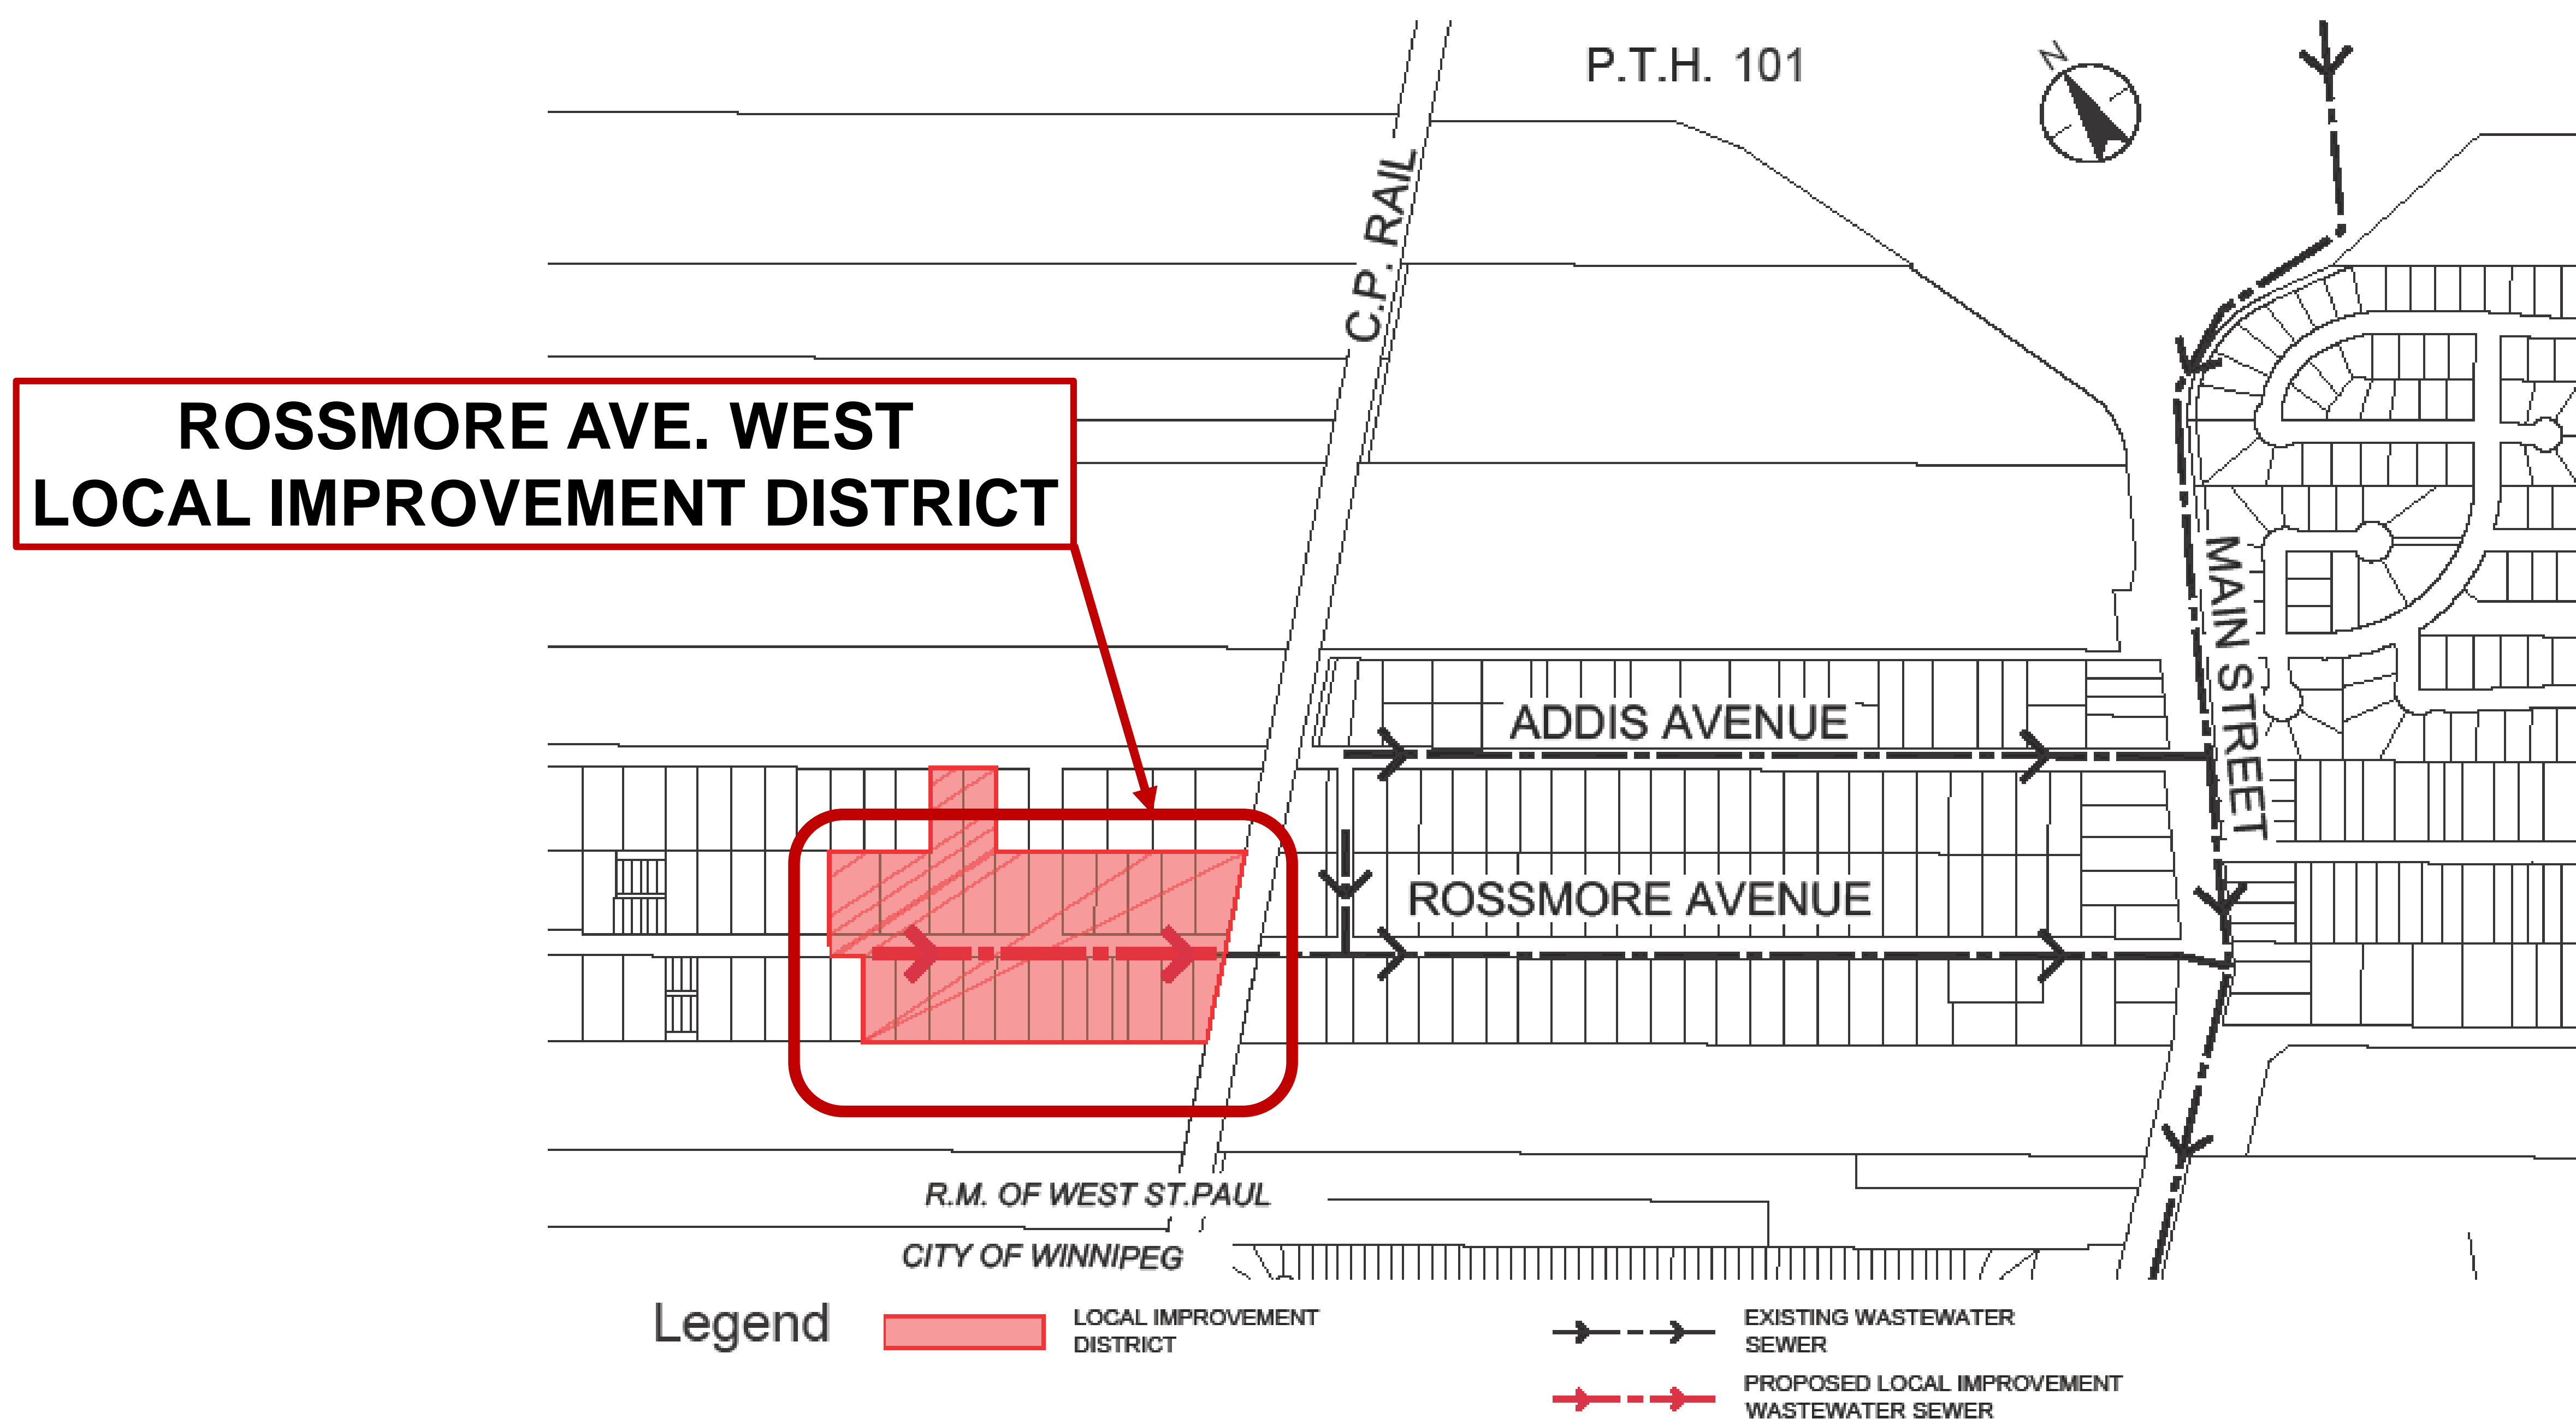 P.T.H. 101
N
C.P. RAIL
ROSSMORE AVE. WEST
LOCAL IMPROVEMENT DISTRICT
MAIN STREET
ADDIS AVENUE
ROSSMORE AVENUE
R.M. OF WEST ST.PAUL
CITY OF WINNIPEG
Legend
LOCAL IMPROVEMENT
DISTRICT
EXISTING WASTEWATER
SEWER
PROPOSED LOCAL IMPROVEMENT
WASTEWATER SEWER